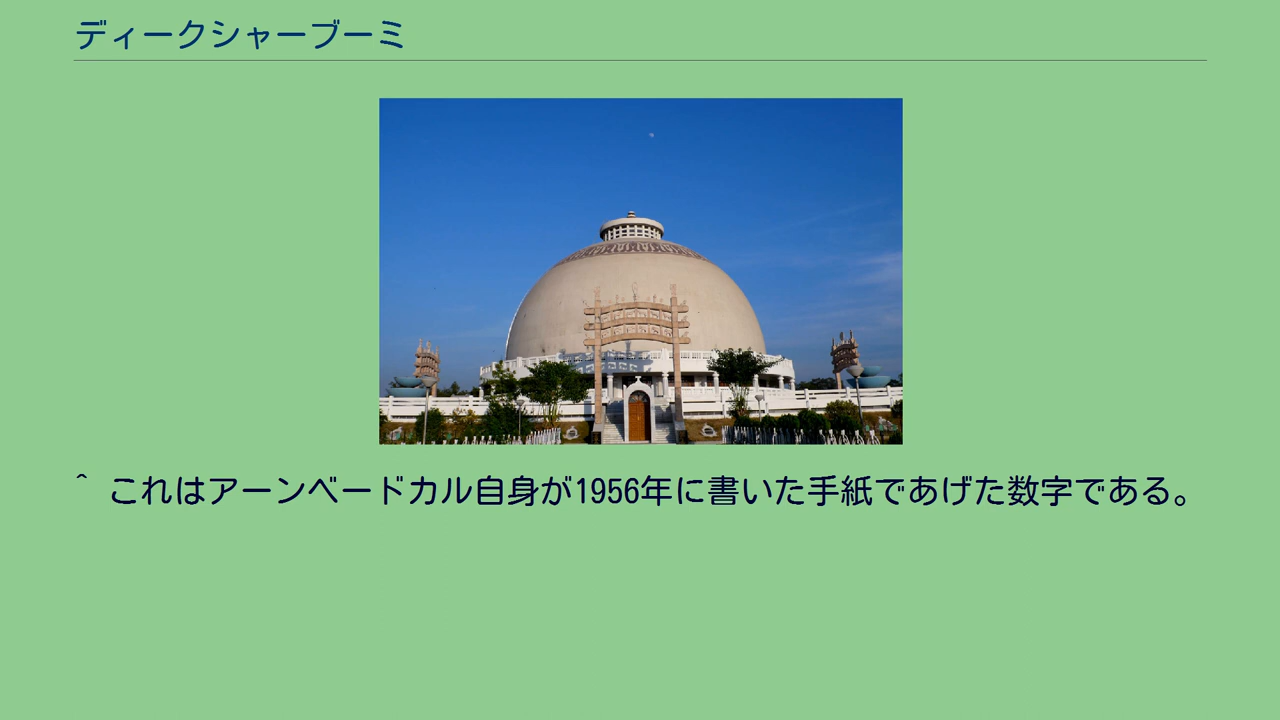 ディークシャーブーミ
^ これはアーンベードカル自身が1956年に書いた手紙であげた数字である。